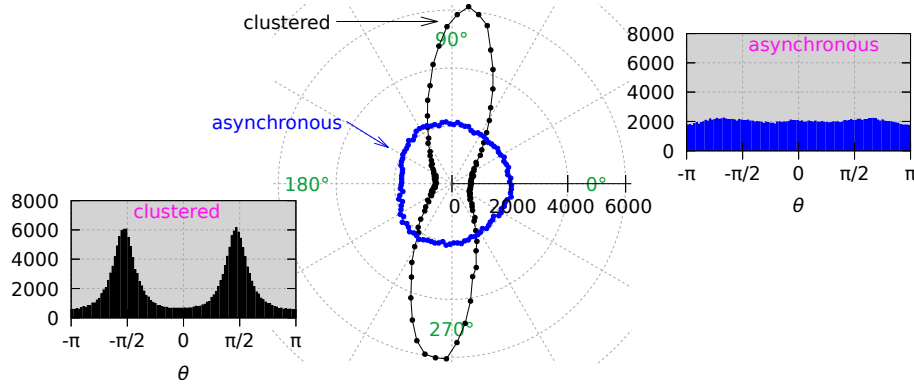 clustered
90°
asynchronous
180°
0°
0 2000 4000 6000
270°
asynchronous
8000
6000
4000
2000
0
-π -π/2 0 π/2 π
θ
clustered
8000
6000
4000
2000
0
-π -π/2 0 π/2 π
θ